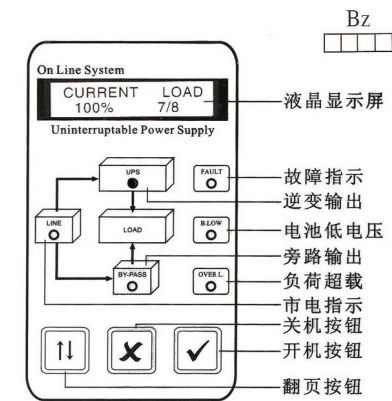 Bz
On Line System
CURRENT LOAD
100% 7/8
液晶显示屏
Uninterruptable Power Supply
UPS
FAULT
故障指示
逆变输出
LINE
LOAD
B.LOW
电池低电压
旁路输出
BY-PASS
OVER L.
负荷超载
市电指示
关机按钮
开机按钮
翻页按钮